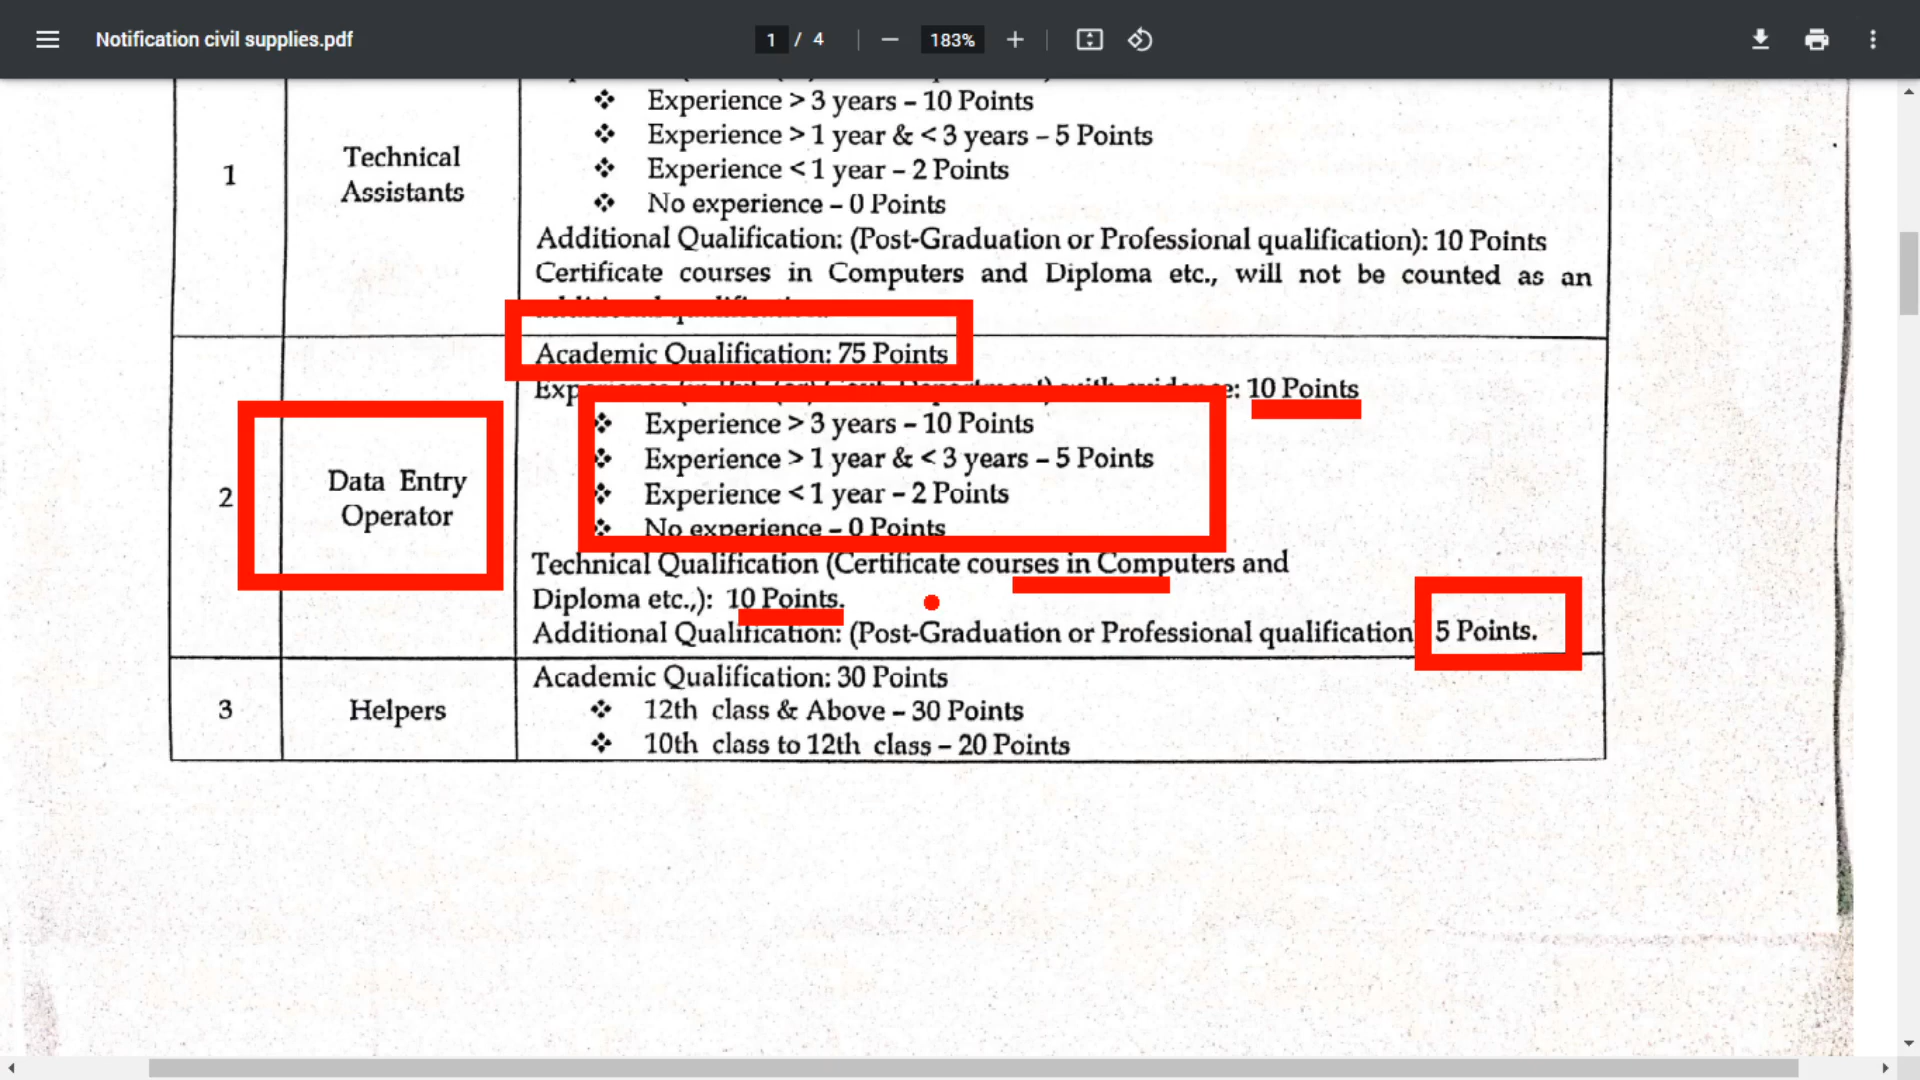 Notification civil supplies.pdf
1 / 4
183%
❖ Experience > 3 years – 10 Points
❖ Experience > 1 year & < 3 years – 5 Points
❖ Experience < 1 year – 2 Points
❖ No experience – 0 Points
1
Technical
Assistants
Additional Qualification: (Post-Graduation or Professional qualification): 10 Points
Certificate courses in Computers and Diploma etc., will not be counted as an
Academic Qualification: 75 Points
with evidence: 10 Points
❖ Experience > 3 years – 10 Points
❖ Experience > 1 year & < 3 years – 5 Points
❖ Experience < 1 year – 2 Points
❖ No experience – 0 Points
2
Data Entry
Operator
Technical Qualification (Certificate courses in Computers and
Diploma etc.,): 10 Points.
Additional Qualification: (Post-Graduation or Professional qualification) 5 Points.
3
Helpers
Academic Qualification: 30 Points
❖ 12th class & Above – 30 Points
❖ 10th class to 12th class – 20 Points